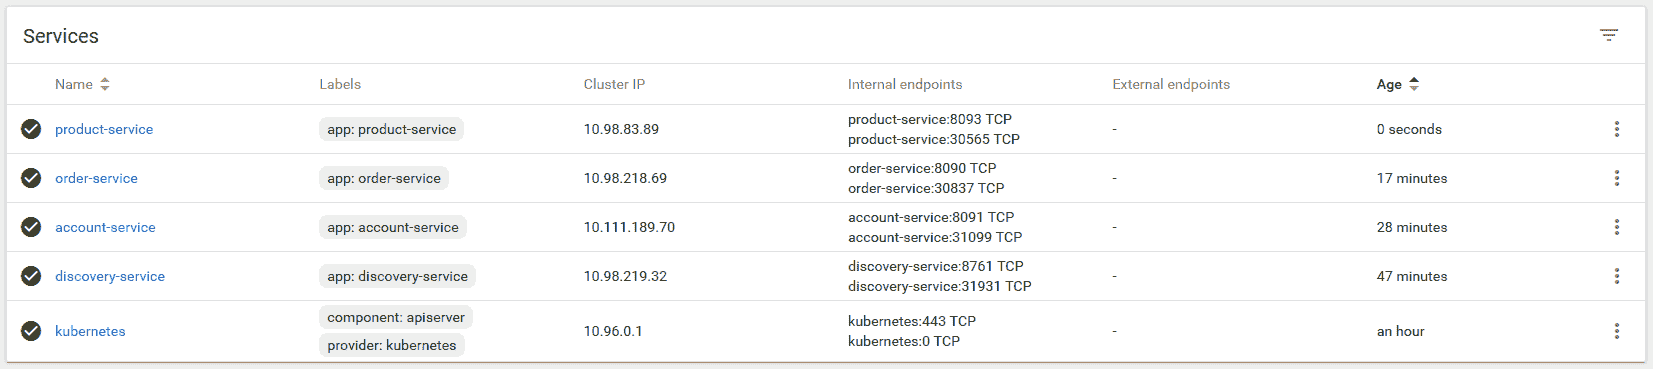 Services
Name Labels Cluster IP Internal endpoints External endpoints Age
product-service app: product-service 10.98.83.89 product-service:8093 TCP - 0 seconds
product-service:30565 TCP
order-service app: order-service 10.98.218.69 order-service:8090 TCP - 17 minutes
order-service:30837 TCP
account-service app: account-service 10.111.189.70 account-service:8091 TCP - 28 minutes
account-service:31099 TCP
discovery-service app: discovery-service 10.98.219.32 discovery-service:8761 TCP - 47 minutes
discovery-service:31931 TCP
kubernetes component: apiserver 10.96.0.1 kubernetes:443 TCP - an hour
provider: kubernetes kubernetes:0 TCP